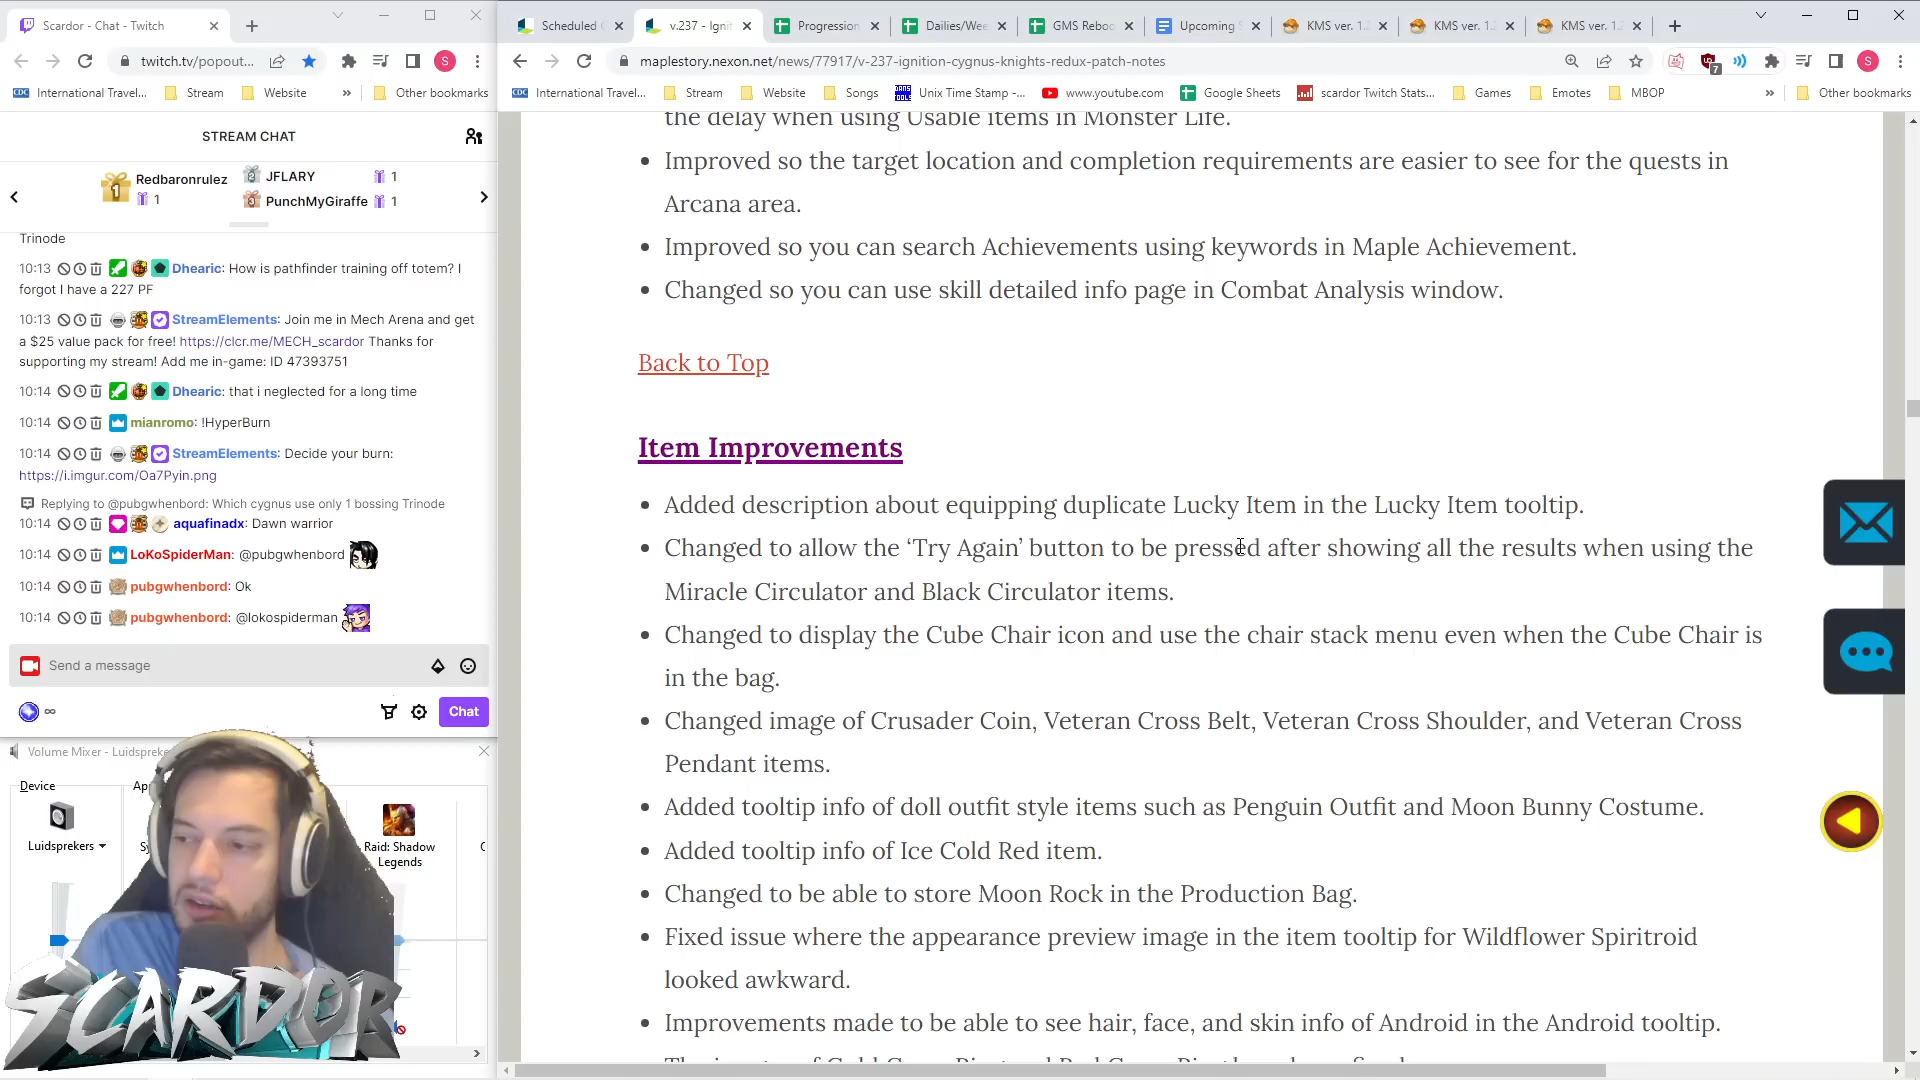 Scardor - Chat - Twitch
Scheduled
v.237 - Ignit
Progression
Dailies/Wee
GMS Reboo
Upcoming S
KMS ver. 1.2
KMS ver. 1.2
KMS ver. 1.2
twitch.tv/popout...
maplestory.nexon.net/news/77917/v-237-ignition-cygnus-knights-redux-patch-notes
S
7
S
International Travel...
Stream
Website
»
Other bookmarks
International Travel...
Stream
Website
Songs
Unix Time Stamp -...
www.youtube.com
Google Sheets
scardor Twitch Stats...
Games
Emotes
MBOP
»
Other bookmarks
STREAM CHAT
1
Redbaronrulez
1
JFLARY
1
PunchMyGiraffe
1
Trinode
10:13 Dhearic: How is pathfinder training off totem? I
forgot I have a 227 PF
10:13 StreamElements: Join me in Mech Arena and get
a $25 value pack for free! https://clcr.me/MECH_scardor Thanks for
supporting my stream! Add me in-game: ID 47393751
10:14 Dhearic: that i neglected for a long time
10:14 mianromo: !HyperBurn
10:14 StreamElements: Decide your burn:
https://i.imgur.com/Oa7Pyin.png
Replying to @pubgwhenbord: Which cygnus use only 1 bossing Trinode
10:14 aquafinadx: Dawn warrior
10:14 LoKoSpiderMan: @pubgwhenbord
10:14 pubgwhenbord: Ok
10:14 pubgwhenbord: @lokospiderman
Send a message
∞
Chat
Volume Mixer - Luidspreke
Device
Luidsprekers
Raid: Shadow
Legends
SCARDOR
the delay when using Usable items in Monster Life.
• Improved so the target location and completion requirements are easier to see for the quests in
Arcana area.
• Improved so you can search Achievements using keywords in Maple Achievement.
• Changed so you can use skill detailed info page in Combat Analysis window.
Back to Top
Item Improvements
• Added description about equipping duplicate Lucky Item in the Lucky Item tooltip.
• Changed to allow the ‘Try Again’ button to be pressed after showing all the results when using the
Miracle Circulator and Black Circulator items.
• Changed to display the Cube Chair icon and use the chair stack menu even when the Cube Chair is
in the bag.
• Changed image of Crusader Coin, Veteran Cross Belt, Veteran Cross Shoulder, and Veteran Cross
Pendant items.
• Added tooltip info of doll outfit style items such as Penguin Outfit and Moon Bunny Costume.
• Added tooltip info of Ice Cold Red item.
• Changed to be able to store Moon Rock in the Production Bag.
• Fixed issue where the appearance preview image in the item tooltip for Wildflower Spiritroid
looked awkward.
• Improvements made to be able to see hair, face, and skin info of Android in the Android tooltip.